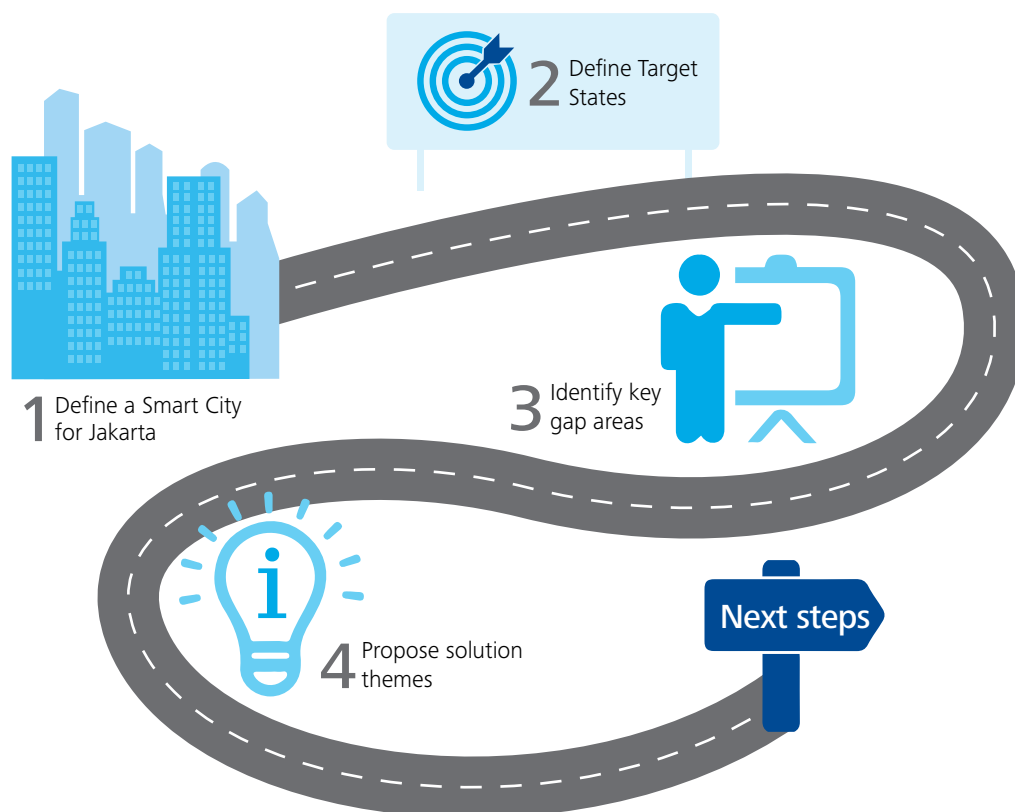 1 Define a Smart City
for Jakarta
2 Define Target
States
3 Identify key
gap areas
4 Propose solution
themes
i
Next steps